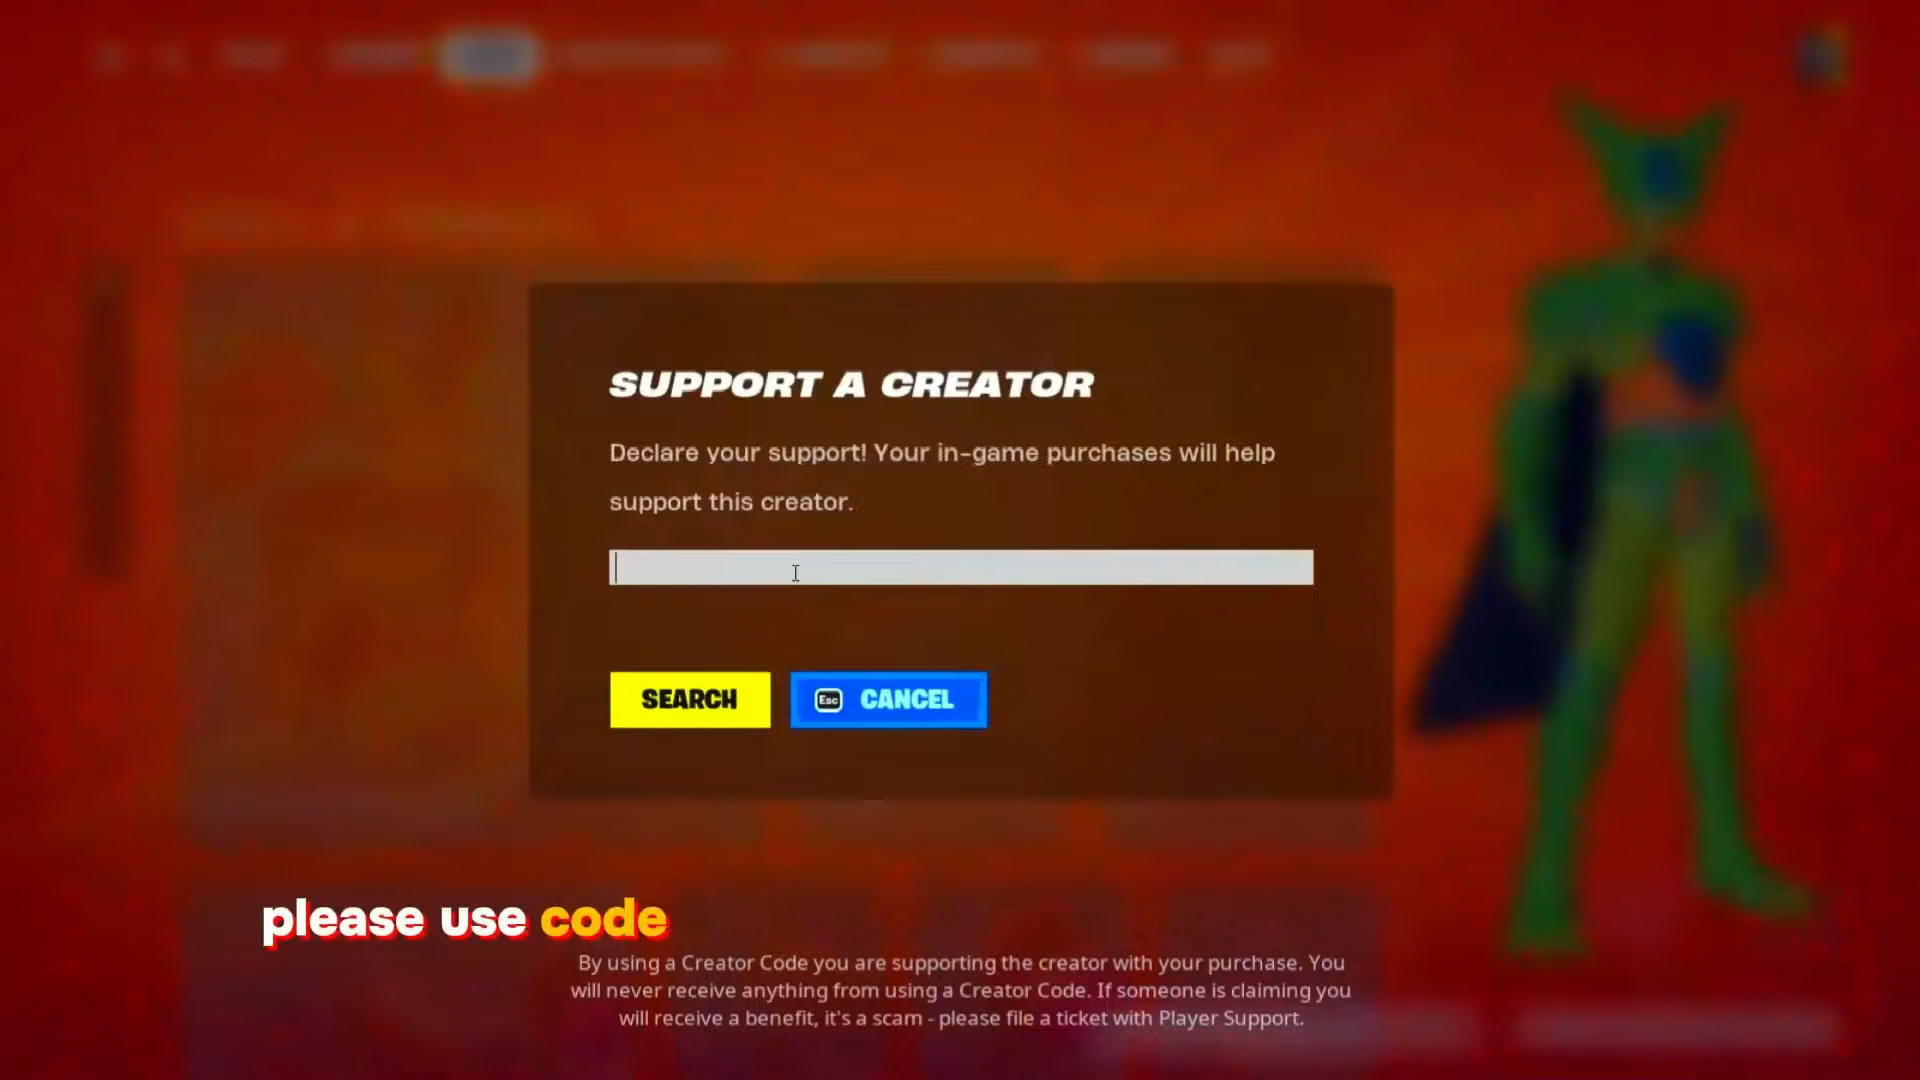 SUPPORT A CREATOR
Declare your support! Your in-game purchases will help
support this creator.
SEARCH
Esc CANCEL
please use code
By using a Creator Code you are supporting the creator with your purchase. You
will never receive anything from using a Creator Code. If someone is claiming you
will receive a benefit, it's a scam - please file a ticket with Player Support.